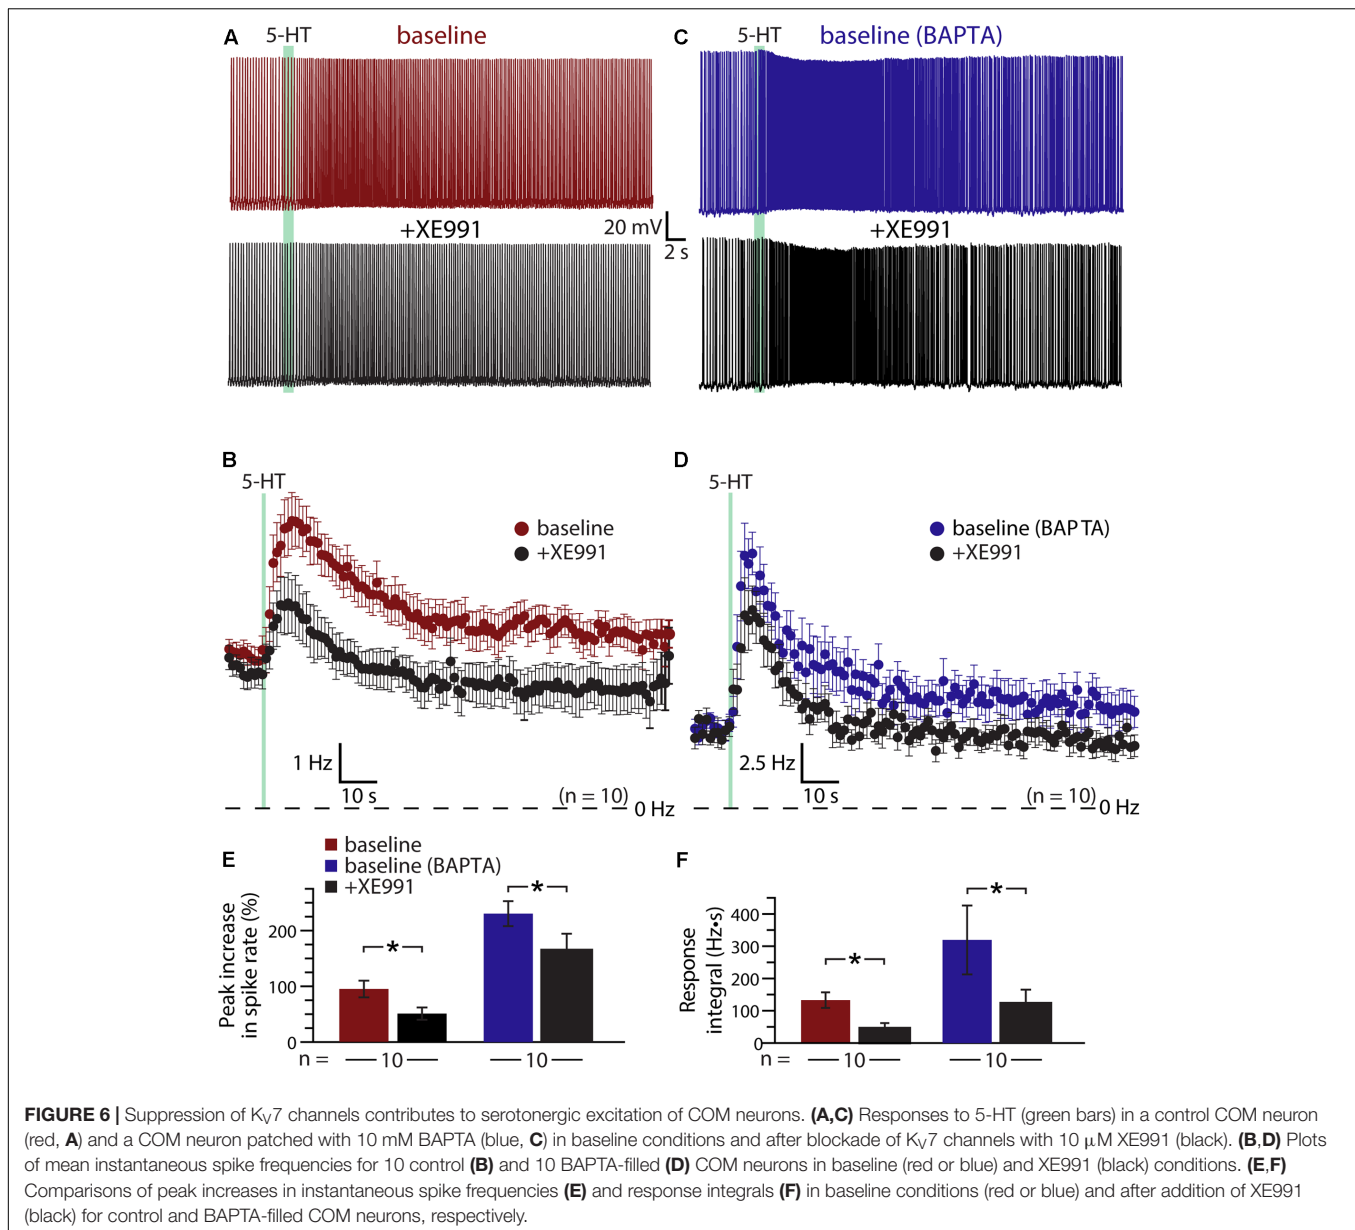 A
5-HT
baseline
+XE991
20 mV
2 s
C
5-HT
baseline (BAPTA)
+XE991
B
5-HT
baseline
+XE991
1 Hz
10 s
(n = 10)
0 Hz
D
5-HT
baseline (BAPTA)
+XE991
2.5 Hz
10 s
(n = 10)
0 Hz
E
baseline
baseline (BAPTA)
+XE991
Peak increase
in spike rate (%)
200
100
0
*
*
n = 10 10
F
Response
integral (Hz•s)
400
300
200
100
0
*
*
n = 10 10
FIGURE 6 | Suppression of KV7 channels contributes to serotonergic excitation of COM neurons. (A,C) Responses to 5-HT (green bars) in a control COM neuron
(red, A) and a COM neuron patched with 10 mM BAPTA (blue, C) in baseline conditions and after blockade of KV7 channels with 10 μM XE991 (black). (B,D) Plots
of mean instantaneous spike frequencies for 10 control (B) and 10 BAPTA-filled (D) COM neurons in baseline (red or blue) and XE991 (black) conditions. (E,F)
Comparisons of peak increases in instantaneous spike frequencies (E) and response integrals (F) in baseline conditions (red or blue) and after addition of XE991
(black) for control and BAPTA-filled COM neurons, respectively.